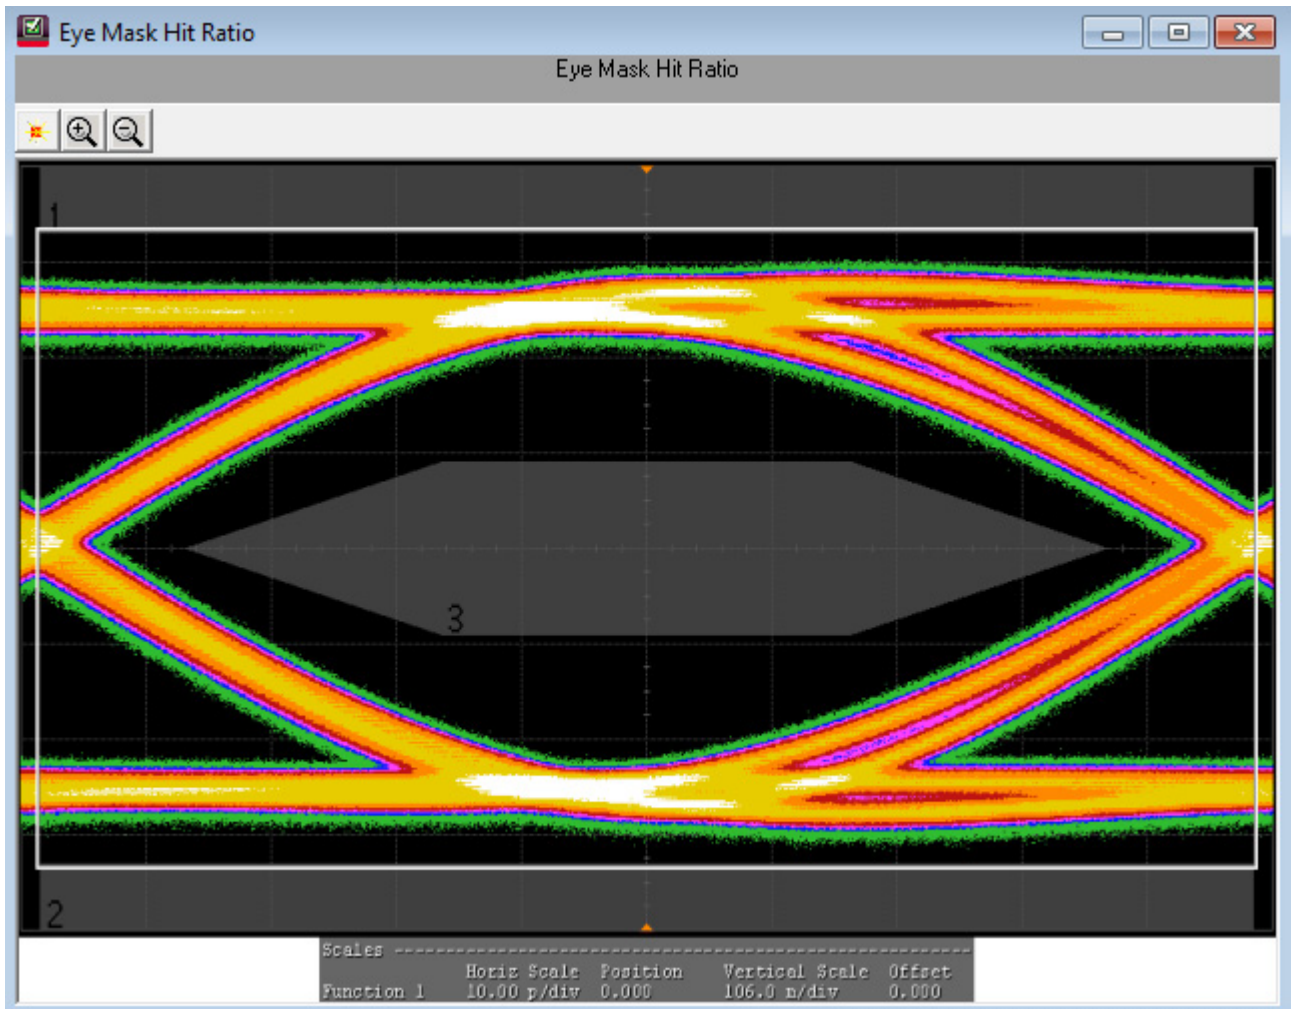 Eye Mask Hit Ratio
Eye Mask Hit Ratio
1
3
2
Scales
Horiz Scale Position Vertical Scale Offset
Function 1 10.00 p/div 0.000 106.0 m/div 0.000